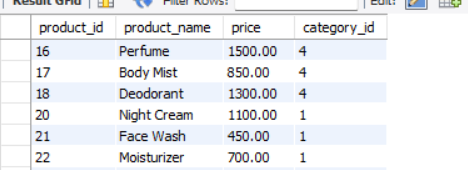 Result Grid Filter Rows: Edit:
product_id product_name price category_id
16 Perfume 1500.00 4
17 Body Mist 850.00 4
18 Deodorant 1300.00 4
20 Night Cream 1100.00 1
21 Face Wash 450.00 1
22 Moisturizer 700.00 1